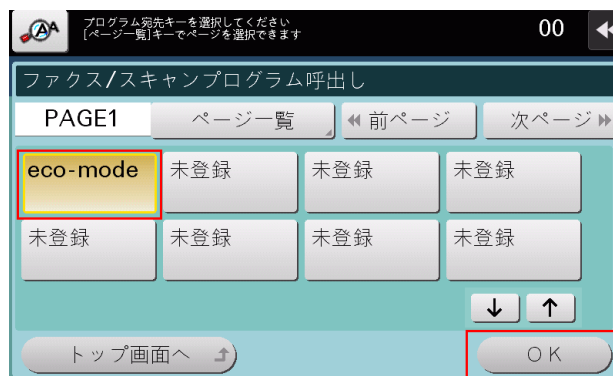 プログラム宛先キーを選択してください
[ページ一覧]キーでページを選択できます
00
ファクス/スキャンプログラム呼出し
PAGE1 ページ一覧 前ページ 次ページ
eco-mode 未登録 未登録 未登録
未登録 未登録 未登録 未登録
↓ ↑
トップ画面へ OK